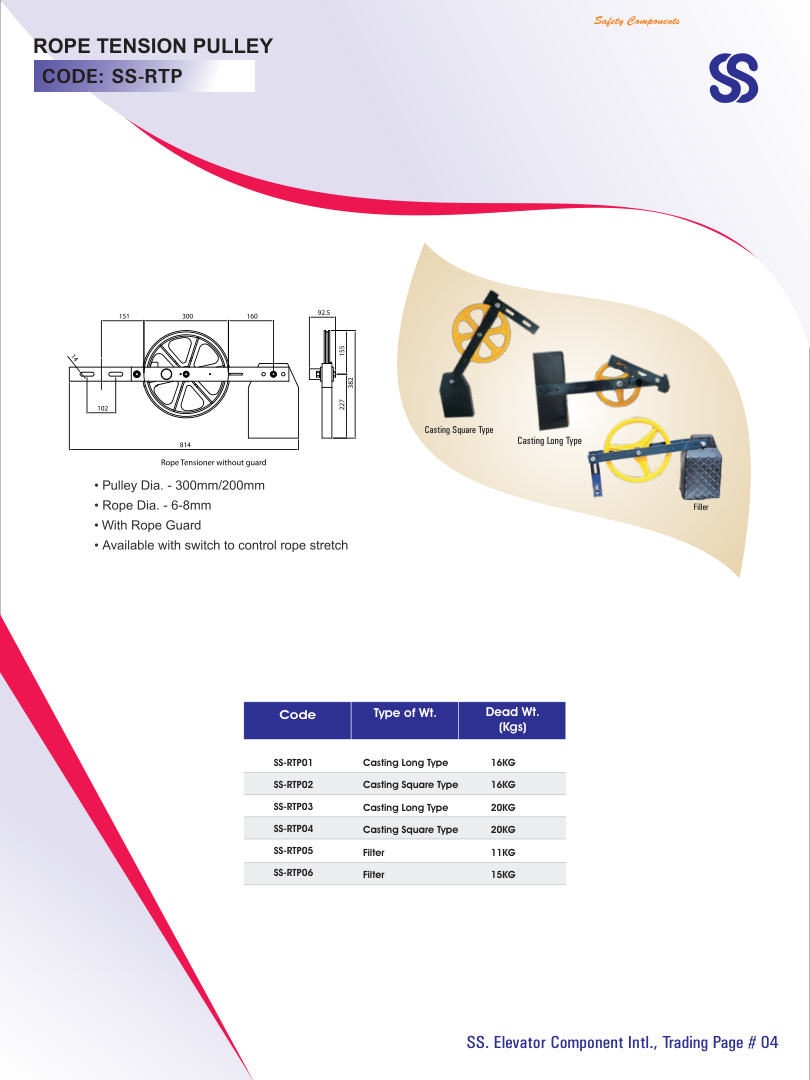 Safety Components
ROPE TENSION PULLEY
CODE: SS-RTP
SS
151
300
160
92.5
14
155
382
102
227
814
Rope Tensioner without guard
Casting Square Type
Casting Long Type
Filler
• Pulley Dia. - 300mm/200mm
• Rope Dia. - 6-8mm
• With Rope Guard
• Available with switch to control rope stretch
Code Type of Wt. Dead Wt.
(Kgs)
SS-RTP01 Casting Long Type 16KG
SS-RTP02 Casting Square Type 16KG
SS-RTP03 Casting Long Type 20KG
SS-RTP04 Casting Square Type 20KG
SS-RTP05 Filter 11KG
SS-RTP06 Filter 15KG
SS. Elevator Component Intl., Trading Page # 04